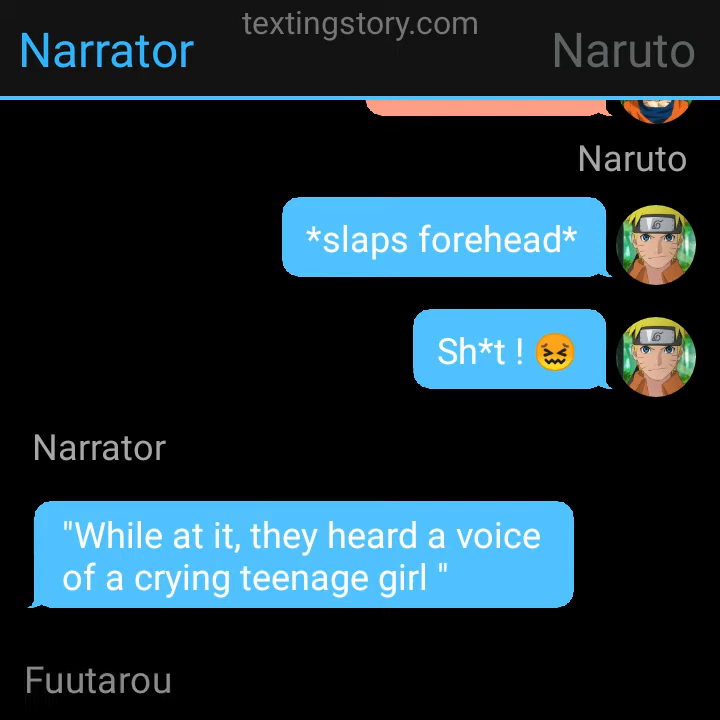 textingstory.com
Narrator
Naruto
Naruto
*slaps forehead*
Sh*t ! 😖
Narrator
"While at it, they heard a voice
of a crying teenage girl "
Fuutarou